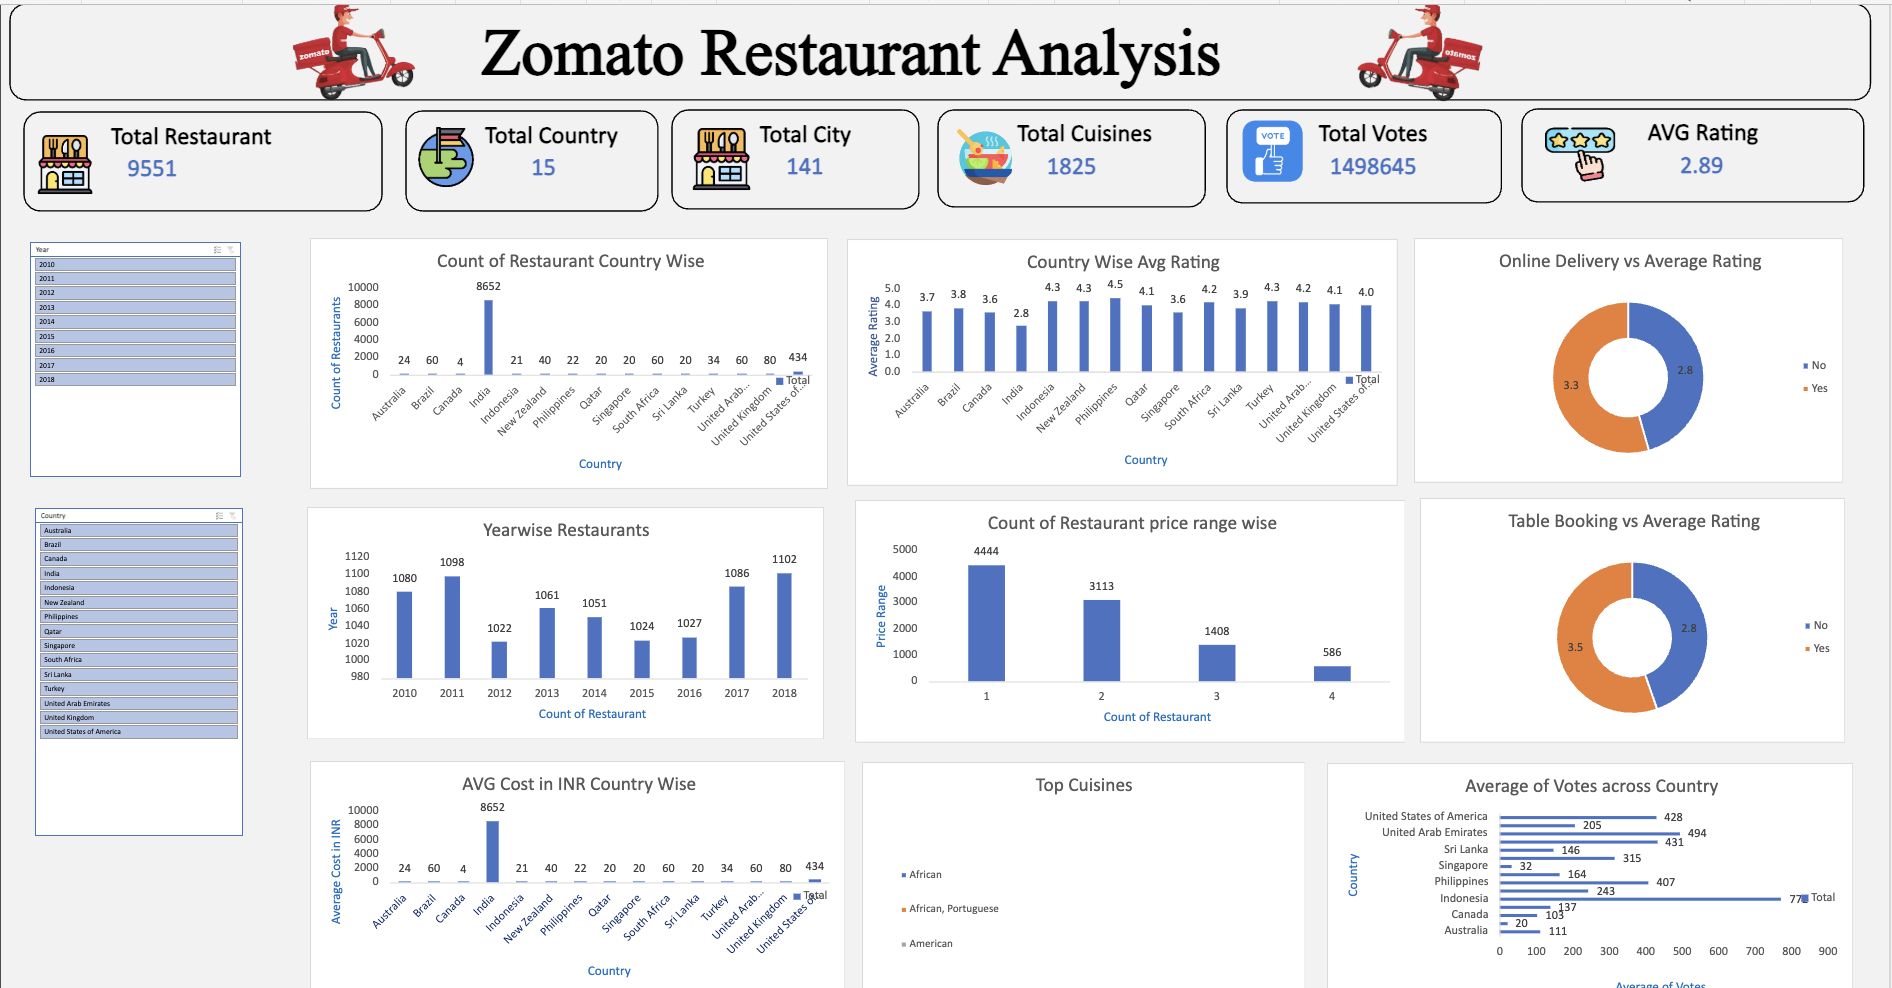 Zomato Restaurant Analysis
zomato
zomato
Total Restaurant
9551
Total Country
15
Total City
141
Total Cuisines
1825
VOTE
Total Votes
1498645
AVG Rating
2.89
Year
2010
2011
2012
2013
2014
2015
2016
2017
2018
Country
Australia
Brazil
Canada
India
Indonesia
New Zealand
Philippines
Qatar
Singapore
South Africa
Sri Lanka
Turkey
United Arab Emirates
United Kingdom
United States of America
Count of Restaurant Country Wise
Count of Restaurants
10000
8000
6000
4000
2000
0
24 60 4 8652 21 40 22 20 20 60 20 34 60 80 434
Australia
Brazil
Canada
India
Indonesia
New Zealand
Philippines
Qatar
Singapore
South Africa
Sri Lanka
Turkey
United Arab...
United Kingdom
United States of...
Total
Country
Country Wise Avg Rating
Average Rating
5.0
4.0
3.0
2.0
1.0
0.0
3.7 3.8 3.6 2.8 4.3 4.3 4.5 4.1 3.6 4.2 3.9 4.3 4.2 4.1 4.0
Australia
Brazil
Canada
India
Indonesia
New Zealand
Philippines
Qatar
Singapore
South Africa
Sri Lanka
Turkey
United Arab...
United Kingdom
United States of...
Total
Country
Online Delivery vs Average Rating
3.3
2.8
No
Yes
Yearwise Restaurants
Year
1120
1100
1080
1060
1040
1020
1000
980
1080 1098 1022 1061 1051 1024 1027 1086 1102
2010 2011 2012 2013 2014 2015 2016 2017 2018
Count of Restaurant
Count of Restaurant price range wise
Price Range
5000
4000
3000
2000
1000
0
4444 3113 1408 586
1 2 3 4
Count of Restaurant
Table Booking vs Average Rating
3.5
2.8
No
Yes
AVG Cost in INR Country Wise
Average Cost in INR
10000
8000
6000
4000
2000
0
24 60 4 8652 21 40 22 20 20 60 20 34 60 80 434
Australia
Brazil
Canada
India
Indonesia
New Zealand
Philippines
Qatar
Singapore
South Africa
Sri Lanka
Turkey
United Arab...
United Kingdom
United States of...
Total
Country
Top Cuisines
African
African, Portuguese
American
Average of Votes across Country
Country
United States of America 428
205
United Arab Emirates 494
431
Sri Lanka 146
315
Singapore 32
164
Philippines 407
243
Indonesia
Total
137
Canada 103
20
Australia 111
0 100 200 300 400 500 600 700 800 900
Average of Votes